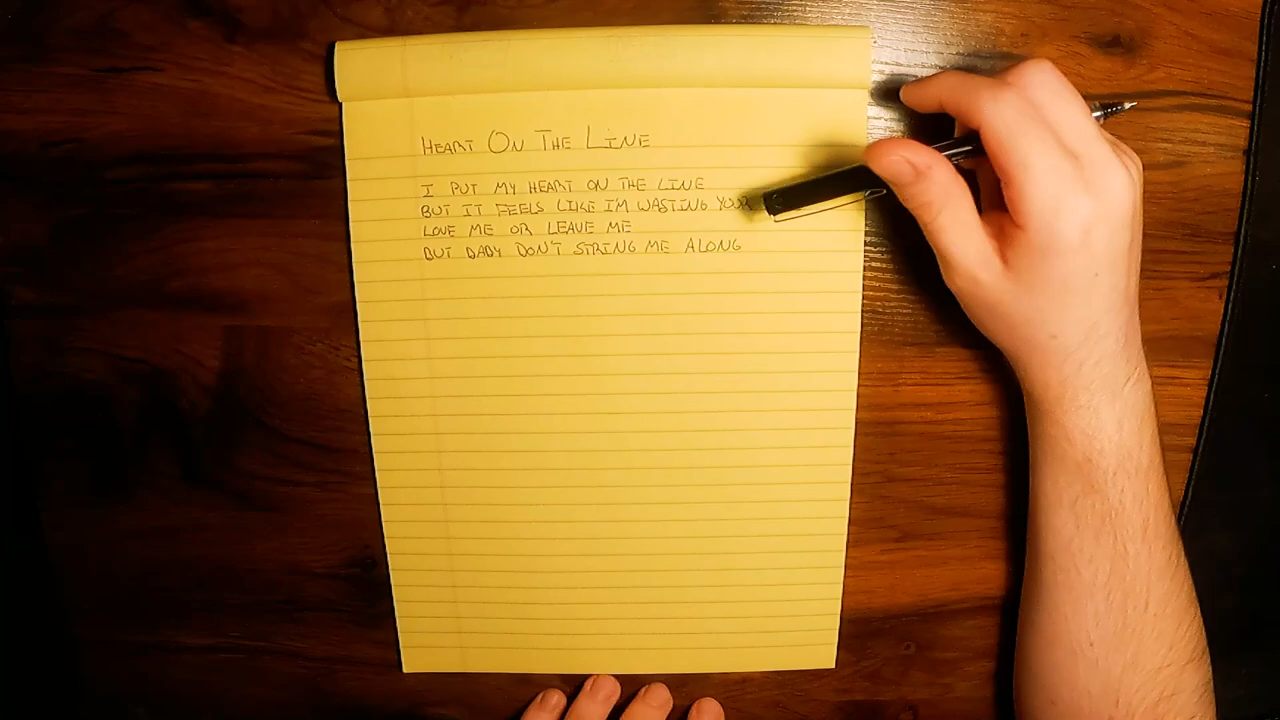 HEART ON THE LINE
I PUT MY HEART ON THE LINE
BUT IT FEELS LIKE I'M WASTING YOUR
LOVE ME OR LEAVE ME
BUT BABY DON'T STRING ME ALONG